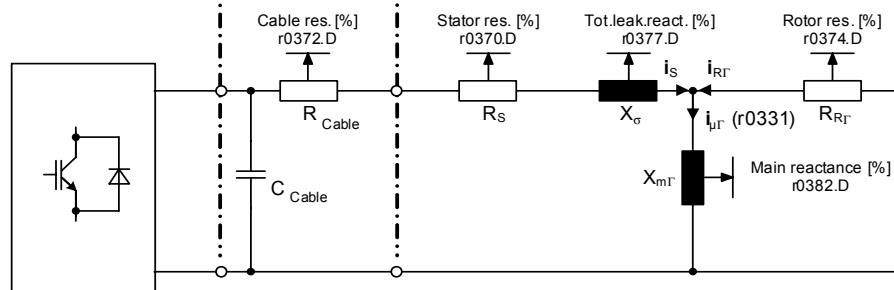 Cable res. [%]
r0372.D
Stator res. [%]
r0370.D
Tot.leak.react. [%]
r0377.D
Rotor res. [%]
r0374.D
iS
iRΓ
R Cable
RS
Xσ
RRΓ
iμΓ (r0331)
C Cable
XmΓ
Main reactance [%]
r0382.D